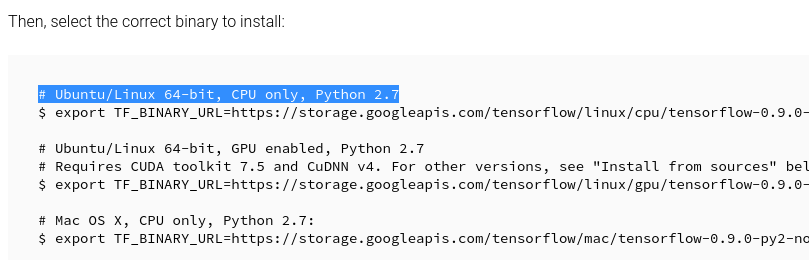 Then, select the correct binary to install:
# Ubuntu/Linux 64-bit, CPU only, Python 2.7
$ export TF_BINARY_URL=https://storage.googleapis.com/tensorflow/linux/cpu/tensorflow-0.9.0-
# Ubuntu/Linux 64-bit, GPU enabled, Python 2.7
# Requires CUDA toolkit 7.5 and CuDNN v4. For other versions, see "Install from sources" bel
$ export TF_BINARY_URL=https://storage.googleapis.com/tensorflow/linux/gpu/tensorflow-0.9.0-
# Mac OS X, CPU only, Python 2.7:
$ export TF_BINARY_URL=https://storage.googleapis.com/tensorflow/mac/tensorflow-0.9.0-py2-no